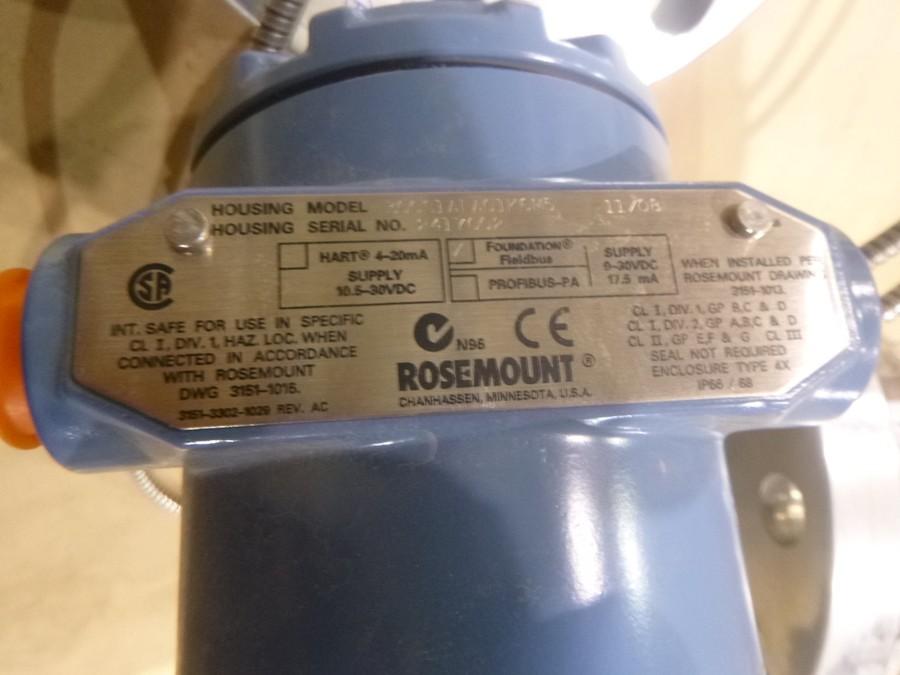 HOUSING MODEL 11/08
HOUSING SERIAL NO.
HART® 4-20mA
SUPPLY
10.5-30VDC
FOUNDATION®
Fieldbus
PROFIBUS-PA
SUPPLY
9-30VDC
17.5 mA
WHEN INSTALLED PER
ROSEMOUNT DRAWING
3151-1013.
INT. SAFE FOR USE IN SPECIFIC
CL I, DIV. 1, HAZ. LOC. WHEN
CONNECTED IN ACCORDANCE
WITH ROSEMOUNT
DWG 3151-1016.
3151-3302-1029 REV. AC
N96
CE
ROSEMOUNT®
CHANHASSEN, MINNESOTA, U.S.A.
CL I, DIV. 1, GP B,C & D
CL I, DIV. 2, GP A,B,C & D
CL II, GP E,F & G CL III
SEAL NOT REQUIRED
ENCLOSURE TYPE 4X
IP66 / 68